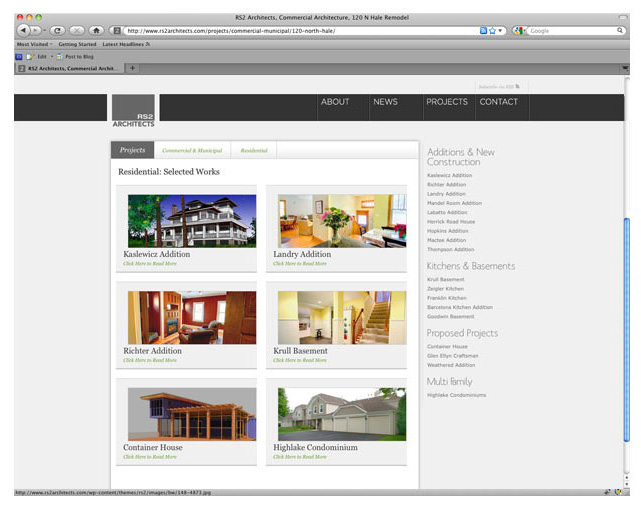 RS2 Architects, Commercial Architecture, 120 N Hale Remodel
http://www.rs2architects.com/projects/commercial-municipal/120-north-hale/
Google
Most Visited Getting Started Latest Headlines
Edit Post to Blog
RS2 Architects, Commercial Archit...
Subscribe via RSS
RS2
ARCHITECTS
ABOUT NEWS PROJECTS CONTACT
Projects Commercial & Municipal Residential
Residential: Selected Works
Kaslewicz Addition
Click Here to Read More
Landry Addition
Click Here to Read More
Richter Addition
Click Here to Read More
Krull Basement
Click Here to Read More
Container House
Click Here to Read More
Highlake Condominium
Click Here to Read More
Additions & New
Construction
Kaslewicz Addition
Richter Addition
Landry Addition
Mandel Room Addition
Labatto Addition
Herrick Road House
Hopkins Addition
Mactoe Addition
Thompson Addition
Kitchens & Basements
Krull Basement
Zeigler Kitchen
Franklin Kitchen
Barcelona Kitchen Addition
Goodwin Basement
Proposed Projects
Container House
Glen Ellyn Craftsman
Weathered Addition
Multi Family
Highlake Condominiums
http://www.rs2architects.com/wp-content/themes/rs2/images/bw/148-4873.jpg